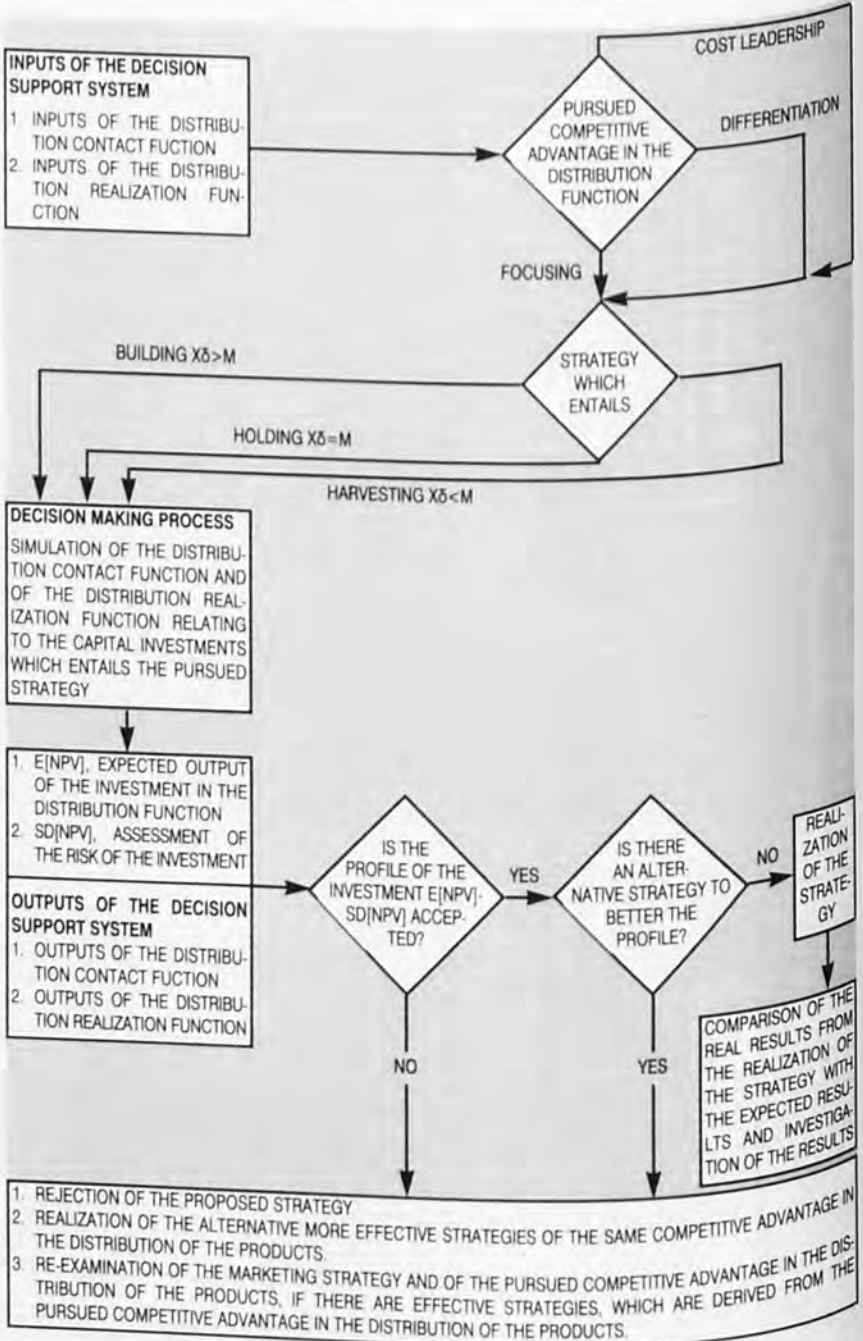 INPUTS OF THE DECISION
SUPPORT SYSTEM
1. INPUTS OF THE DISTRIBU-
TION CONTACT FUCTION
2. INPUTS OF THE DISTRIBU-
TION REALIZATION FUN-
CTION
PURSUED
COMPETITIVE
ADVANTAGE IN THE
DISTRIBUTION
FUNCTION
COST LEADERSHIP
DIFFERENTIATION
FOCUSING
STRATEGY
WHICH
ENTAILS
BUILDING Xδ>M
HOLDING Xδ=M
HARVESTING Xδ<M
DECISION MAKING PROCESS
SIMULATION OF THE DISTRIBU-
TION CONTACT FUNCTION AND
OF THE DISTRIBUTION REAL-
IZATION FUNCTION RELATING
TO THE CAPITAL INVESTMENTS
WHICH ENTAILS THE PURSUED
STRATEGY
1. E[NPV], EXPECTED OUTPUT
OF THE INVESTMENT IN THE
DISTRIBUTION FUNCTION
2. SD[NPV], ASSESSMENT OF
THE RISK OF THE INVESTMENT
OUTPUTS OF THE DECISION
SUPPORT SYSTEM
1. OUTPUTS OF THE DISTRIBU-
TION CONTACT FUCTION
2. OUTPUTS OF THE DISTRIBU-
TION REALIZATION FUNCTION
IS THE
PROFILE OF THE
INVESTMENT E[NPV]-
SD[NPV] ACCEP-
TED?
YES
NO
IS THERE
AN ALTER-
NATIVE STRATEGY TO
BETTER THE
PROFILE?
NO
YES
REALI-
ZATION
OF THE
STRATE-
GY
COMPARISON OF THE
REAL RESULTS FROM
THE REALIZATION OF
THE STRATEGY WITH
THE EXPECTED RESU-
LTS AND INVESTIGA-
TION OF THE RESULTS
1. REJECTION OF THE PROPOSED STRATEGY
2. REALIZATION OF THE ALTERNATIVE MORE EFFECTIVE STRATEGIES OF THE SAME COMPETITIVE ADVANTAGE IN
THE DISTRIBUTION OF THE PRODUCTS.
3. RE-EXAMINATION OF THE MARKETING STRATEGY AND OF THE PURSUED COMPETITIVE ADVANTAGE IN THE DIS-
TRIBUTION OF THE PRODUCTS, IF THERE ARE EFFECTIVE STRATEGIES, WHICH ARE DERIVED FROM THE
PURSUED COMPETITIVE ADVANTAGE IN THE DISTRIBUTION OF THE PRODUCTS.